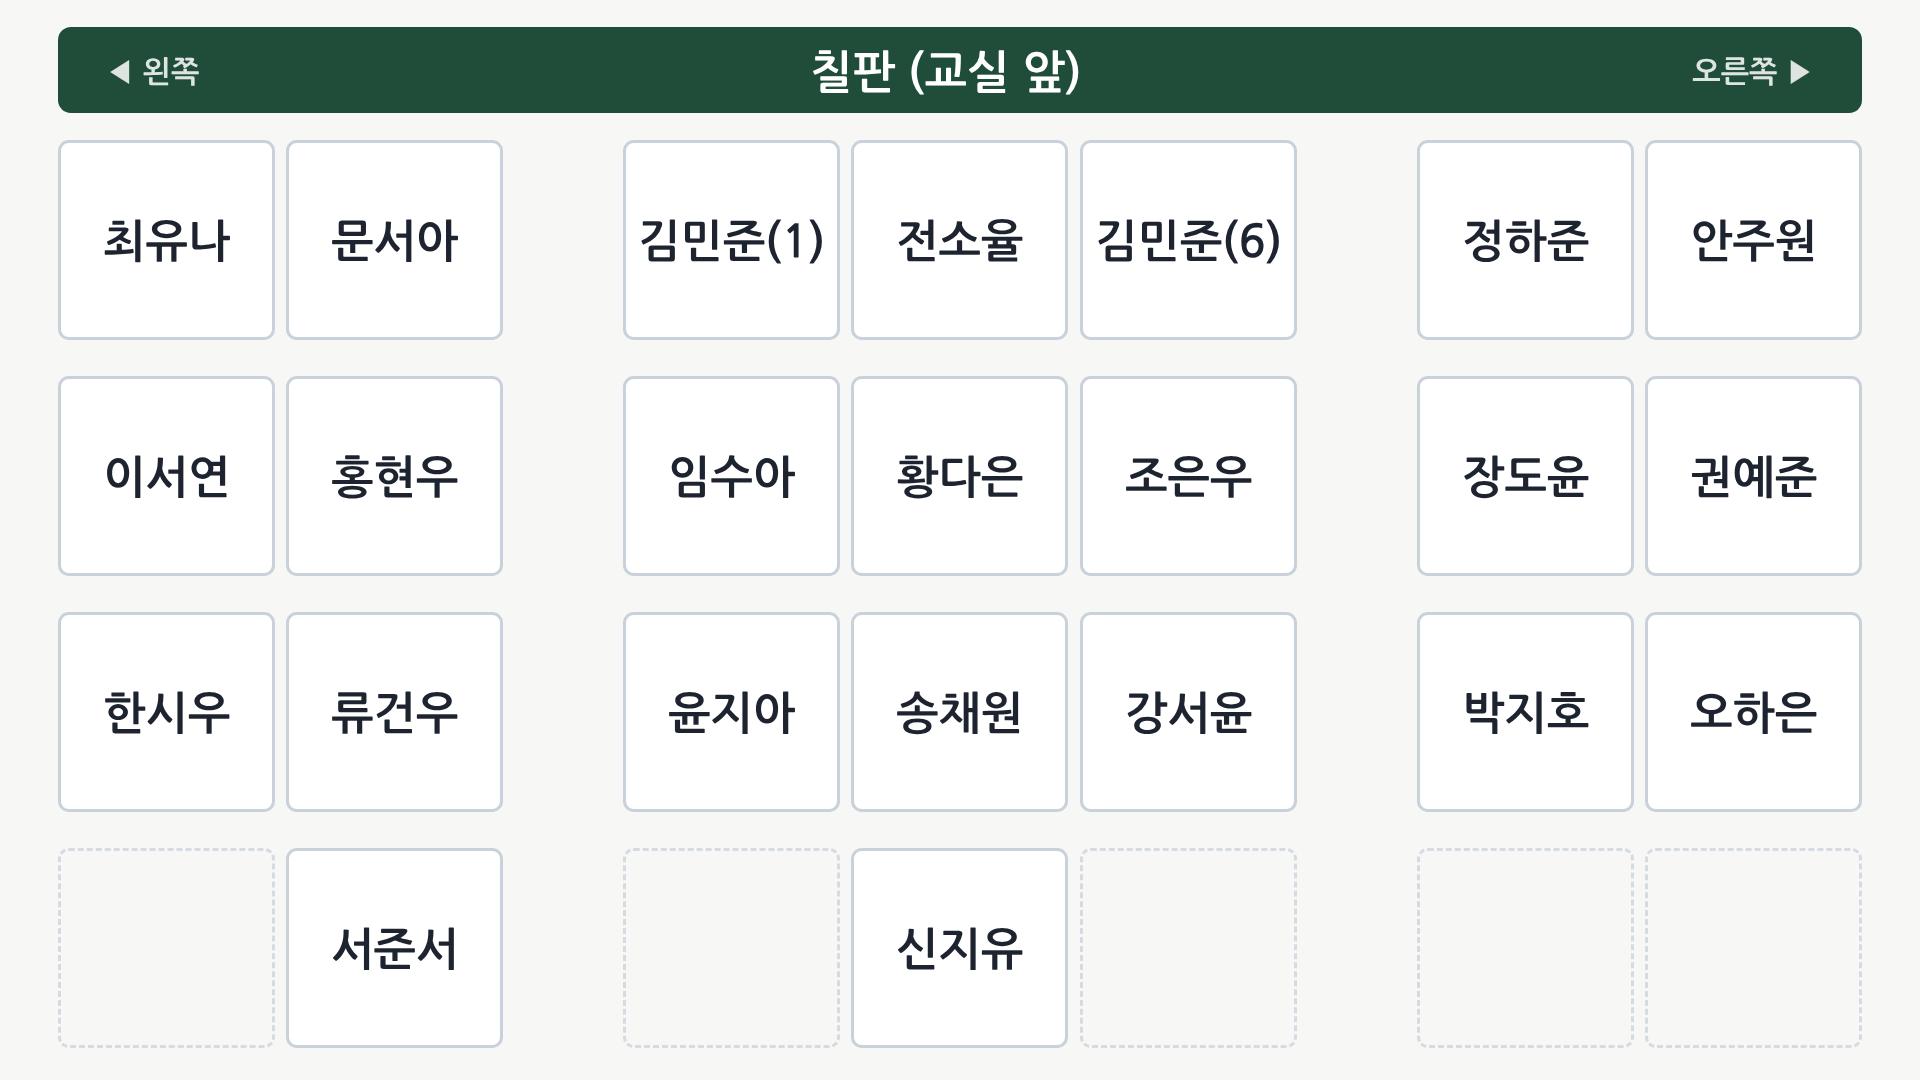 ◀ 왼쪽 칠판 (교실 앞) 오른쪽 ▶
최유나 문서아 김민준(1) 전소율 김민준(6) 정하준 안주원
이서연 홍현우 임수아 황다은 조은우 장도윤 권예준
한시우 류건우 윤지아 송채원 강서윤 박지호 오하은
서준서 신지유